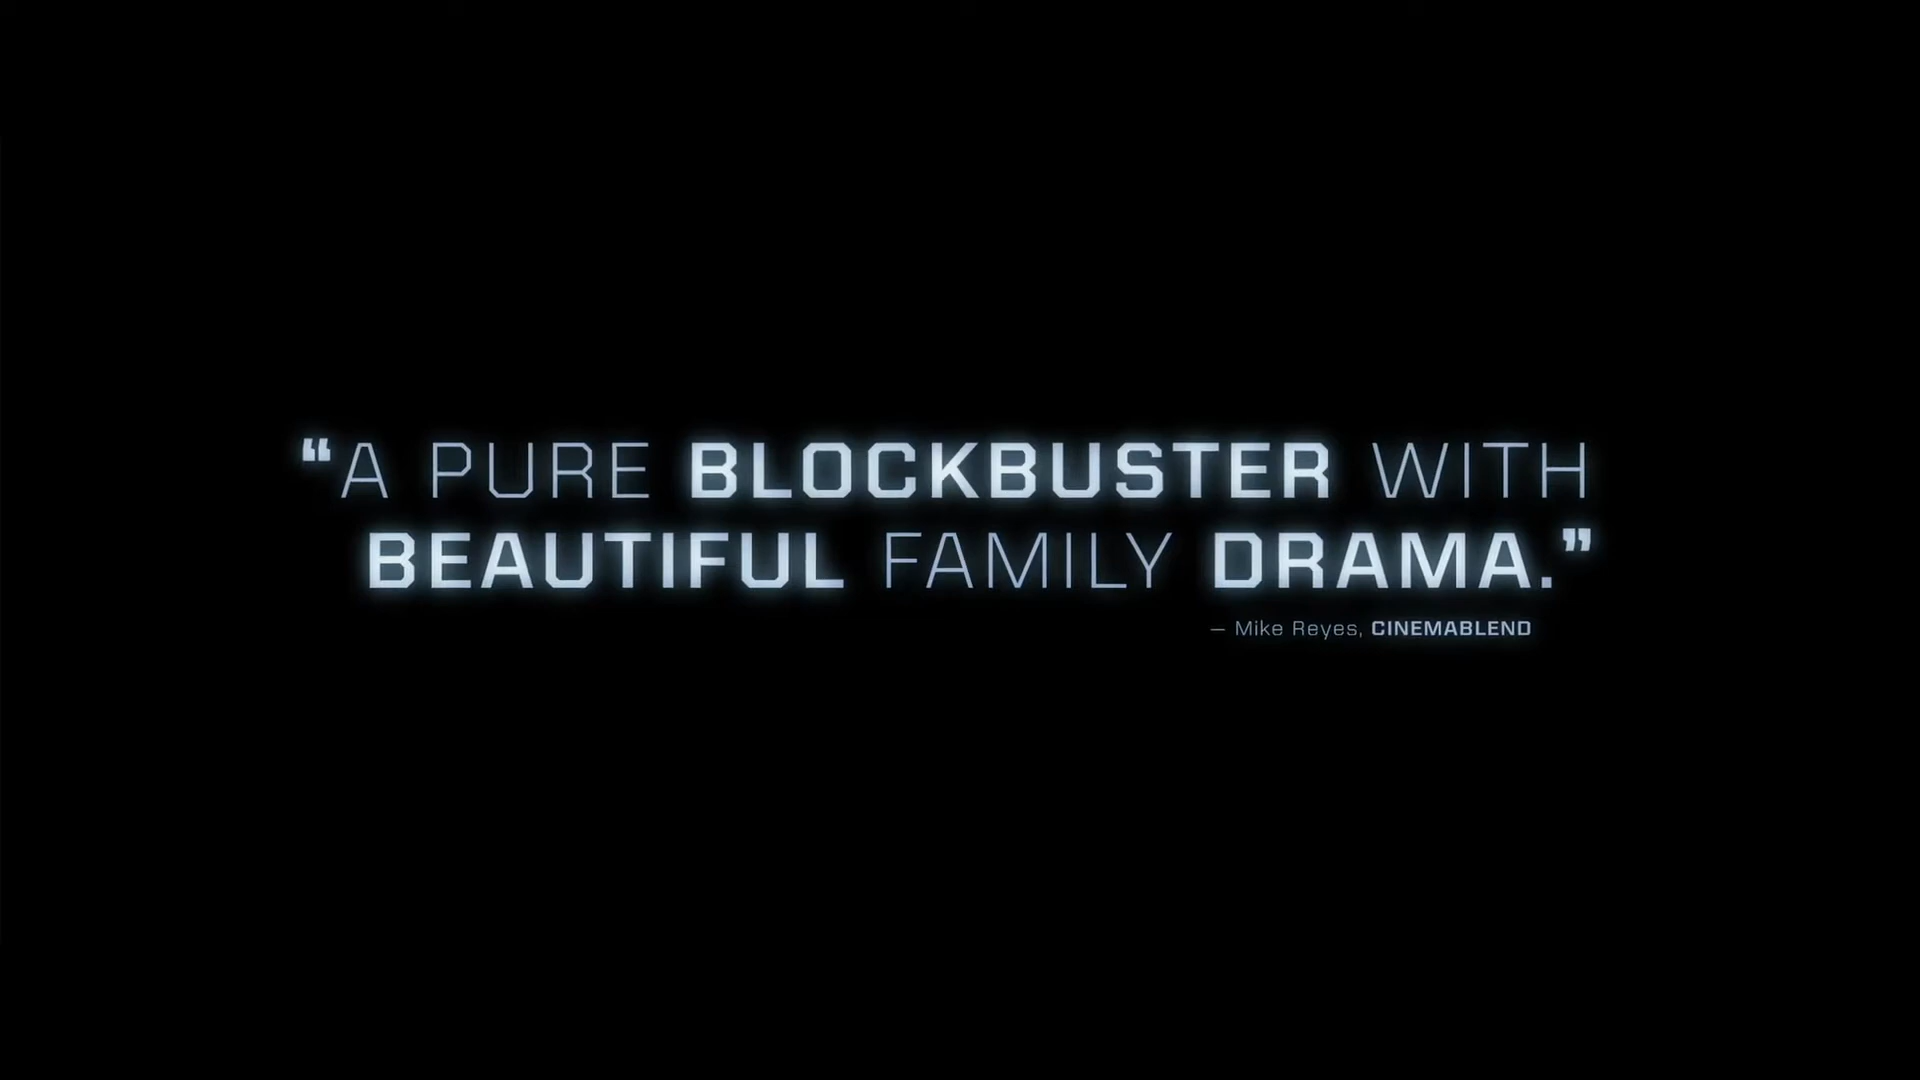 “A PURE BLOCKBUSTER WITH
BEAUTIFUL FAMILY DRAMA.”
– Mike Reyes, CINEMABLEND